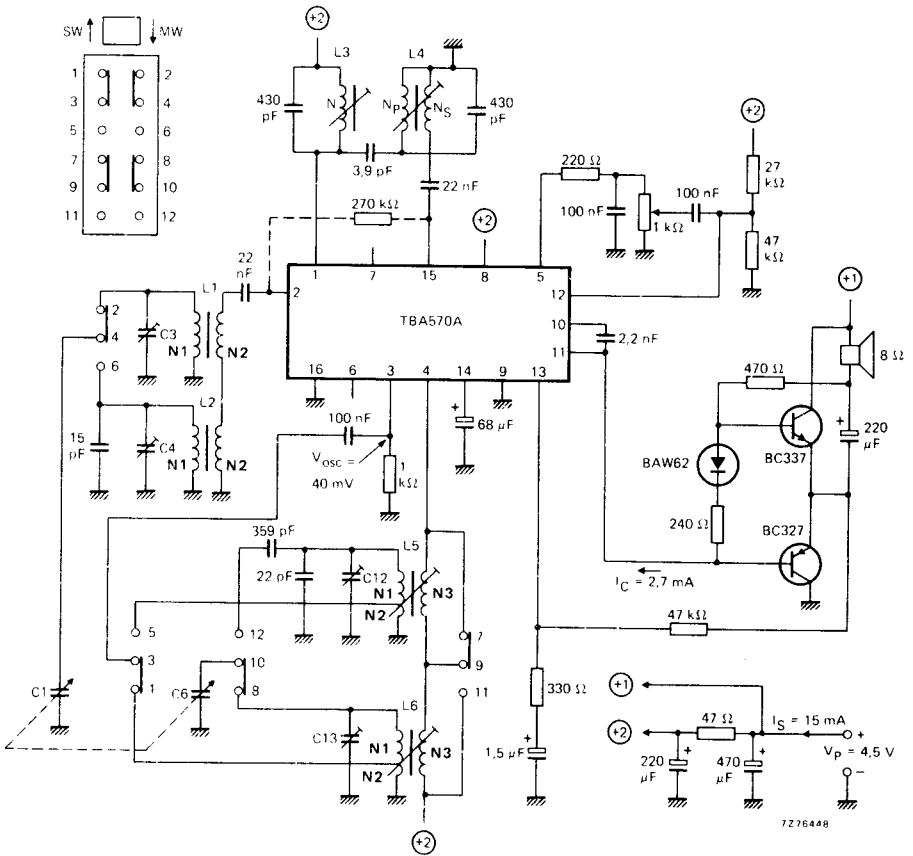 SW MW
1 2
3 4
5 6
7 8
9 10
11 12
+2
L3 L4
430 pF
N
NP NS
430 pF
3,9 pF
22 nF
270 kΩ
+2
220 Ω
100 nF
1 kΩ
100 nF
+2
27 kΩ
47 kΩ
22 nF
1 7 15 8 5
2
TBA570A
12
10
11
16 6 3 4 14 9 13
2,2 nF
+1
8 Ω
470 Ω
220 μF
BC337
BAW62
240 Ω
BC327
IC = 2,7 mA
47 kΩ
2
4
6
C3
L1
N1 N2
15 pF
C4
L2
N1 N2
100 nF
Vosc = 40 mV
1 kΩ
68 μF
359 pF
22 pF
C12
L5
N1 N3
N2
5
3
1
12
10
8
7
9
11
C1
C6
C13
L6
N1 N3
N2
+2
330 Ω
1,5 μF
+1
+2
47 Ω
IS = 15 mA
220 μF
470 μF
+
VP = 4,5 V
−
7Z76448